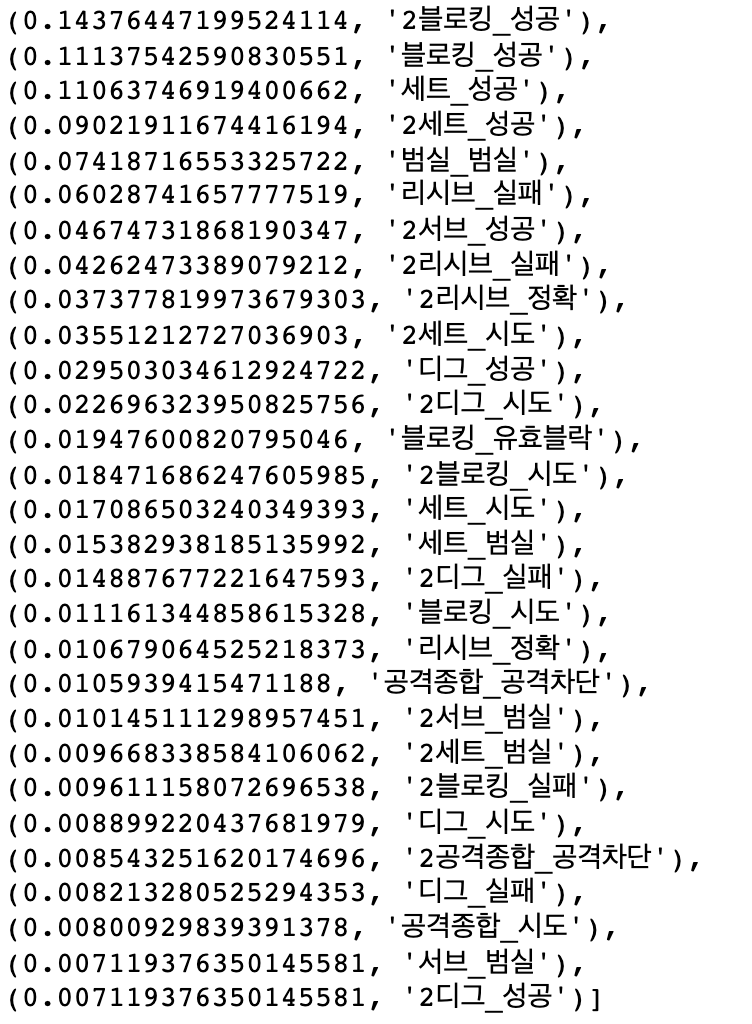 (0.14376447199524114, '2블로킹_성공'),
(0.11137542590830551, '블로킹_성공'),
(0.11063746919400662, '세트_성공'),
(0.09021911674416194, '2세트_성공'),
(0.07418716553325722, '범실_범실'),
(0.06028741657777519, '리시브_실패'),
(0.04674731868190347, '2서브_성공'),
(0.04262473389079212, '2리시브_실패'),
(0.037377819973679303, '2리시브_정확'),
(0.03551212727036903, '2세트_시도'),
(0.029503034612924722, '디그_성공'),
(0.022696323950825756, '2디그_시도'),
(0.01947600820795046, '블로킹_유효블락'),
(0.018471686247605985, '2블로킹_시도'),
(0.017086503240349393, '세트_시도'),
(0.015382938185135992, '세트_범실'),
(0.014887677221647593, '2디그_실패'),
(0.011161344858615328, '블로킹_시도'),
(0.010679064525218373, '리시브_정확'),
(0.0105939415471188, '공격종합_공격차단'),
(0.010145111298957451, '2서브_범실'),
(0.009668338584106062, '2세트_범실'),
(0.009611158072696538, '2블로킹_실패'),
(0.008899220437681979, '디그_시도'),
(0.008543251620174696, '2공격종합_공격차단'),
(0.008213280525294353, '디그_실패'),
(0.00800929839391378, '공격종합_시도'),
(0.007119376350145581, '서브_범실'),
(0.007119376350145581, '2디그_성공')]